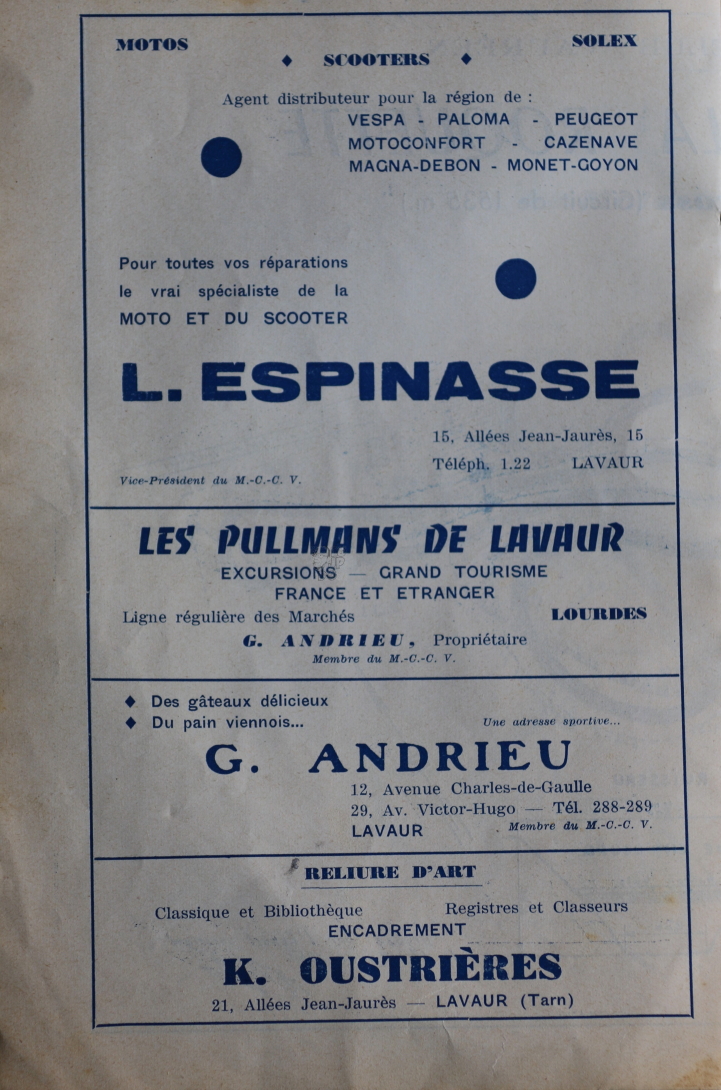 MOTOS
SCOOTERS
SOLEX
Agent distributeur pour la région de :
VESPA - PALOMA - PEUGEOT
MOTOCONFORT - CAZENAVE
MAGNA-DEBON - MONET-GOYON
Pour toutes vos réparations
le vrai spécialiste de la
MOTO ET DU SCOOTER
L. ESPINASSE
15, Allées Jean-Jaurès, 15
Téléph. 1.22 LAVAUR
Vice-Président du M.-C.-C. V.
LES PULLMANS DE LAVAUR
EXCURSIONS — GRAND TOURISME
FRANCE ET ETRANGER
Ligne régulière des Marchés LOURDES
G. ANDRIEU, Propriétaire
Membre du M.-C.-C. V.
Des gâteaux délicieux
Du pain viennois...
Une adresse sportive...
G. ANDRIEU
12, Avenue Charles-de-Gaulle
29, Av. Victor-Hugo — Tél. 288-289
LAVAUR
Membre du M.-C.-C. V.
RELIURE D'ART
Classique et Bibliothèque Registres et Classeurs
ENCADREMENT
K. OUSTRIÈRES
21, Allées Jean-Jaurès — LAVAUR (Tarn)